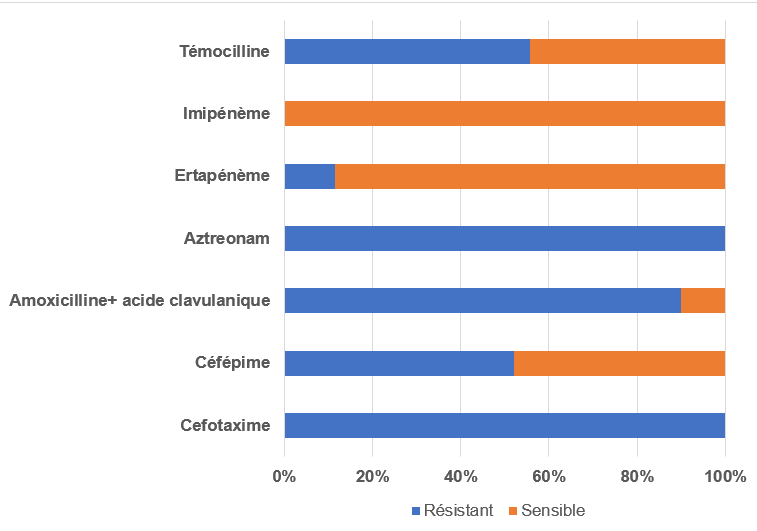 Témocilline
Imipénème
Ertapénème
Aztreonam
Amoxicilline+ acide clavulanique
Céfépime
Cefotaxime
0% 20% 40% 60% 80% 100%
Résistant Sensible